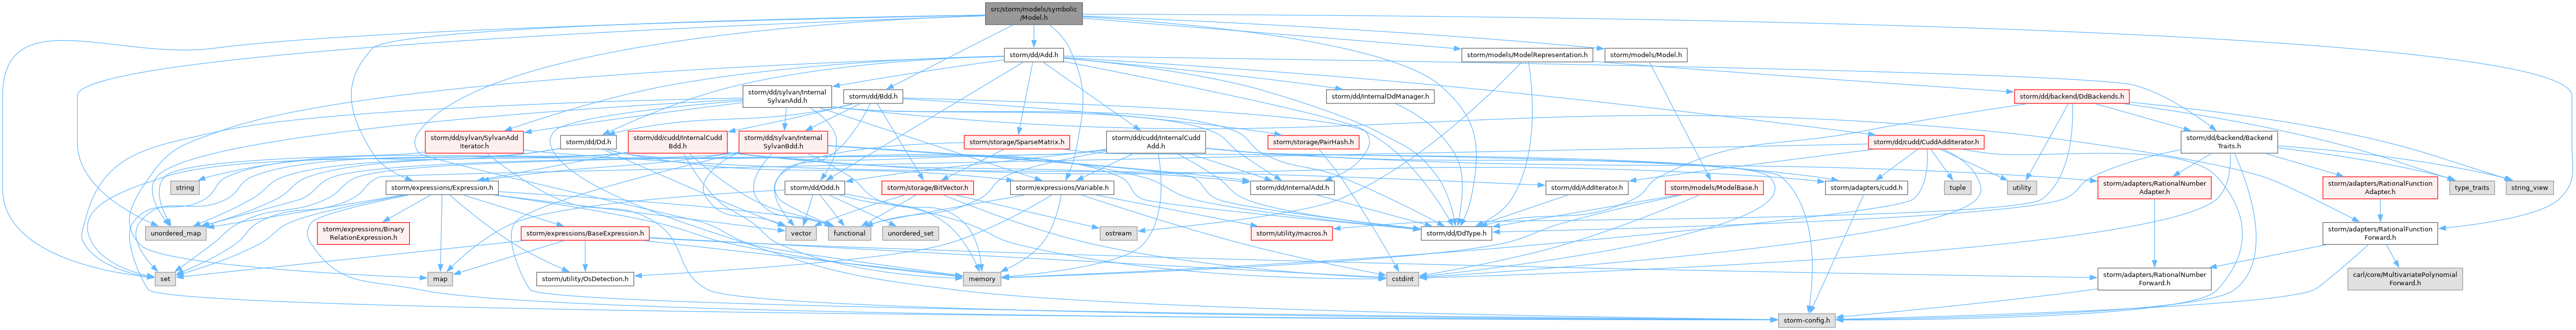 src/storm/models/symbolic
/Model.h
storm/dd/Add.h
storm/models/ModelRepresentation.h
storm/models/Model.h
storm/dd/sylvan/Internal
SylvanAdd.h
storm/dd/Bdd.h
storm/dd/InternalDdManager.h
storm/dd/backend/DdBackends.h
storm/dd/sylvan/SylvanAdd
Iterator.h
storm/dd/Dd.h
storm/dd/cudd/InternalCudd
Bdd.h
storm/dd/sylvan/Internal
SylvanBdd.h
storm/storage/SparseMatrix.h
storm/dd/cudd/InternalCudd
Add.h
storm/storage/PairHash.h
storm/dd/cudd/CuddAddIterator.h
storm/dd/backend/Backend
Traits.h
string
storm/expressions/Expression.h
storm/dd/Odd.h
storm/storage/BitVector.h
storm/expressions/Variable.h
storm/dd/InternalAdd.h
storm/dd/AddIterator.h
storm/adapters/cudd.h
storm/models/ModelBase.h
tuple
utility
storm/adapters/RationalNumber
Adapter.h
storm/adapters/RationalFunction
Adapter.h
type_traits
string_view
unordered_map
storm/expressions/Binary
RelationExpression.h
storm/expressions/BaseExpression.h
vector
functional
unordered_set
ostream
storm/utility/macros.h
storm/dd/DdType.h
storm/adapters/RationalFunction
Forward.h
set
map
storm/utility/OsDetection.h
memory
cstdint
storm/adapters/RationalNumber
Forward.h
carl/core/MultivariatePolynomial
Forward.h
storm-config.h